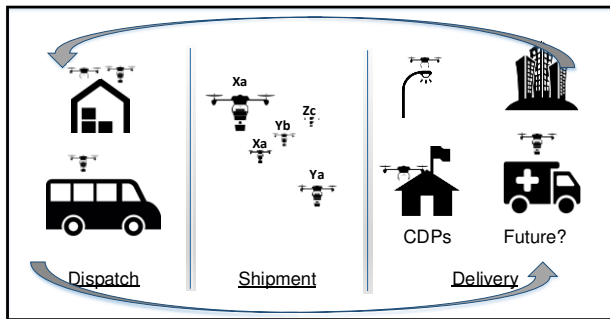 Xa
Zc
Yb
Xa
Ya
CDPs
Future?
Dispatch
Shipment
Delivery